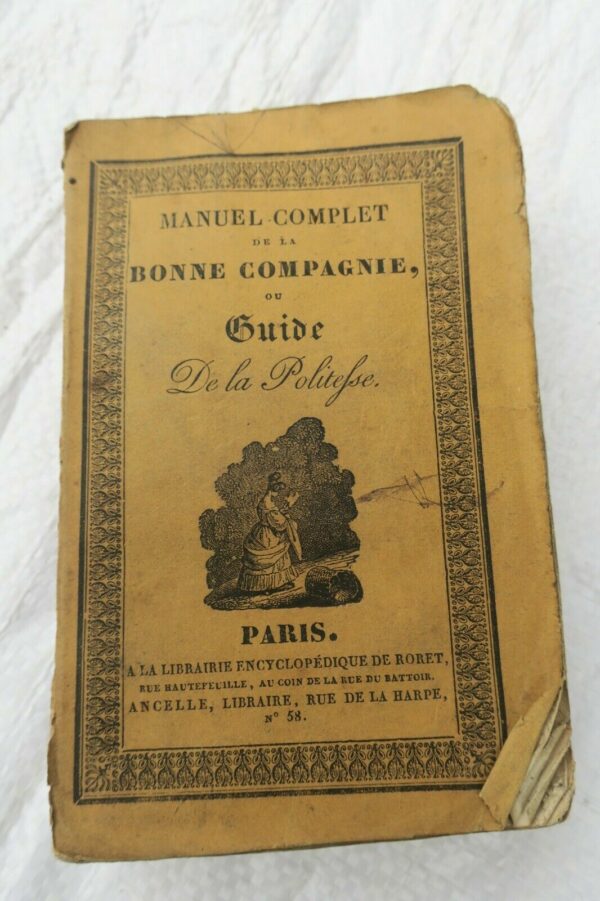 MANUEL COMPLET
DE LA
BONNE COMPAGNIE,
OU
Guide
De la Politeſse.
PARIS.
A LA LIBRAIRIE ENCYCLOPÉDIQUE DE RORET,
RUE HAUTEFEUILLE, AU COIN DE LA RUE DU BATTOIR.
ANCELLE, LIBRAIRE, RUE DE LA HARPE,
N° 58.